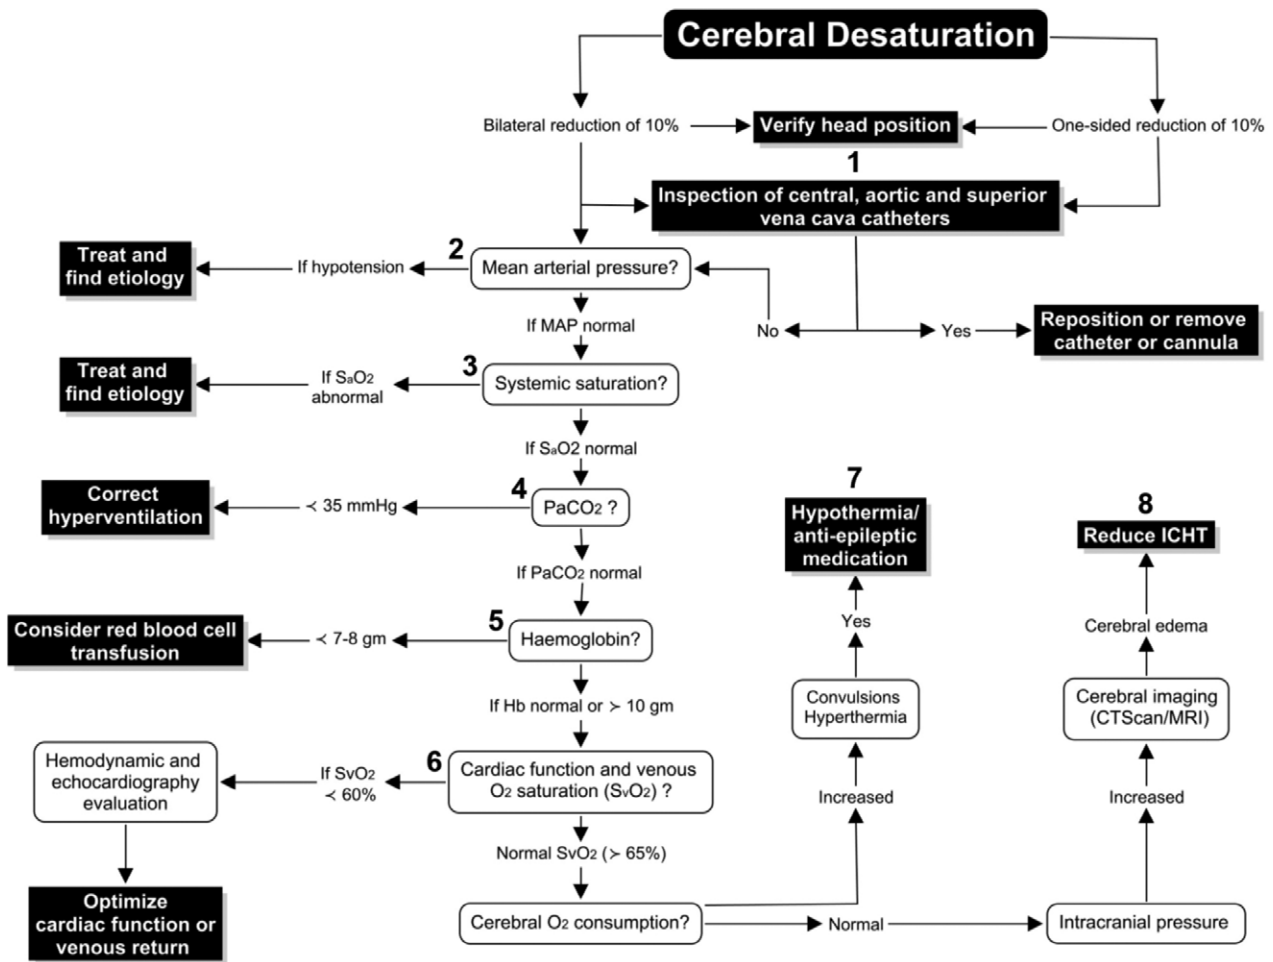 Cerebral Desaturation
Bilateral reduction of 10%
Verify head position
One-sided reduction of 10%
1
Inspection of central, aortic and superior
vena cava catheters
Treat and
find etiology
If hypotension
2
Mean arterial pressure?
If MAP normal
No
Yes
Reposition or remove
catheter or cannula
Treat and
find etiology
If SaO2
abnormal
3
Systemic saturation?
If SaO2 normal
Correct
hyperventilation
< 35 mmHg
4
PaCO2 ?
If PaCO2 normal
7
Hypothermia/
anti-epileptic
medication
8
Reduce ICHT
Consider red blood cell
transfusion
< 7-8 gm
5
Haemoglobin?
Yes
Cerebral edema
If Hb normal or > 10 gm
Convulsions
Hyperthermia
Cerebral imaging
(CTScan/MRI)
Hemodynamic and
echocardiography
evaluation
If SvO2
< 60%
6
Cardiac function and venous
O2 saturation (SvO2) ?
Increased
Increased
Normal SvO2 (> 65%)
Optimize
cardiac function or
venous return
Cerebral O2 consumption?
Normal
Intracranial pressure